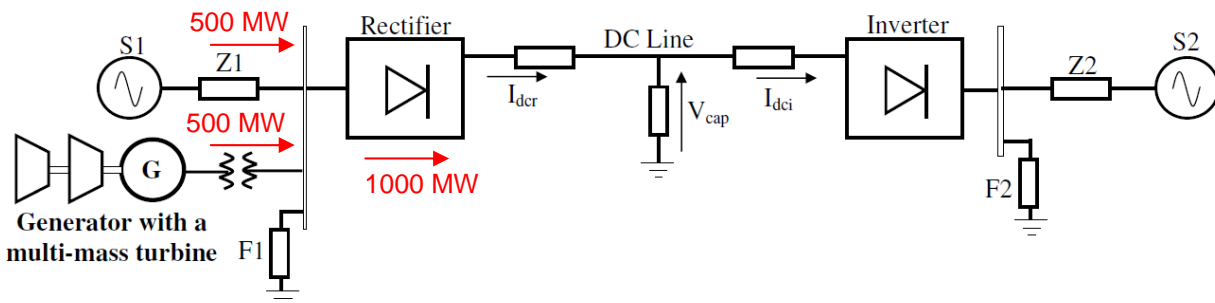 500 MW
Rectifier
DC Line
Inverter
S1
Z1
S2
Z2
I_dcr
V_cap
I_dci
500 MW
G
1000 MW
F1
F2
Generator with a
multi-mass turbine